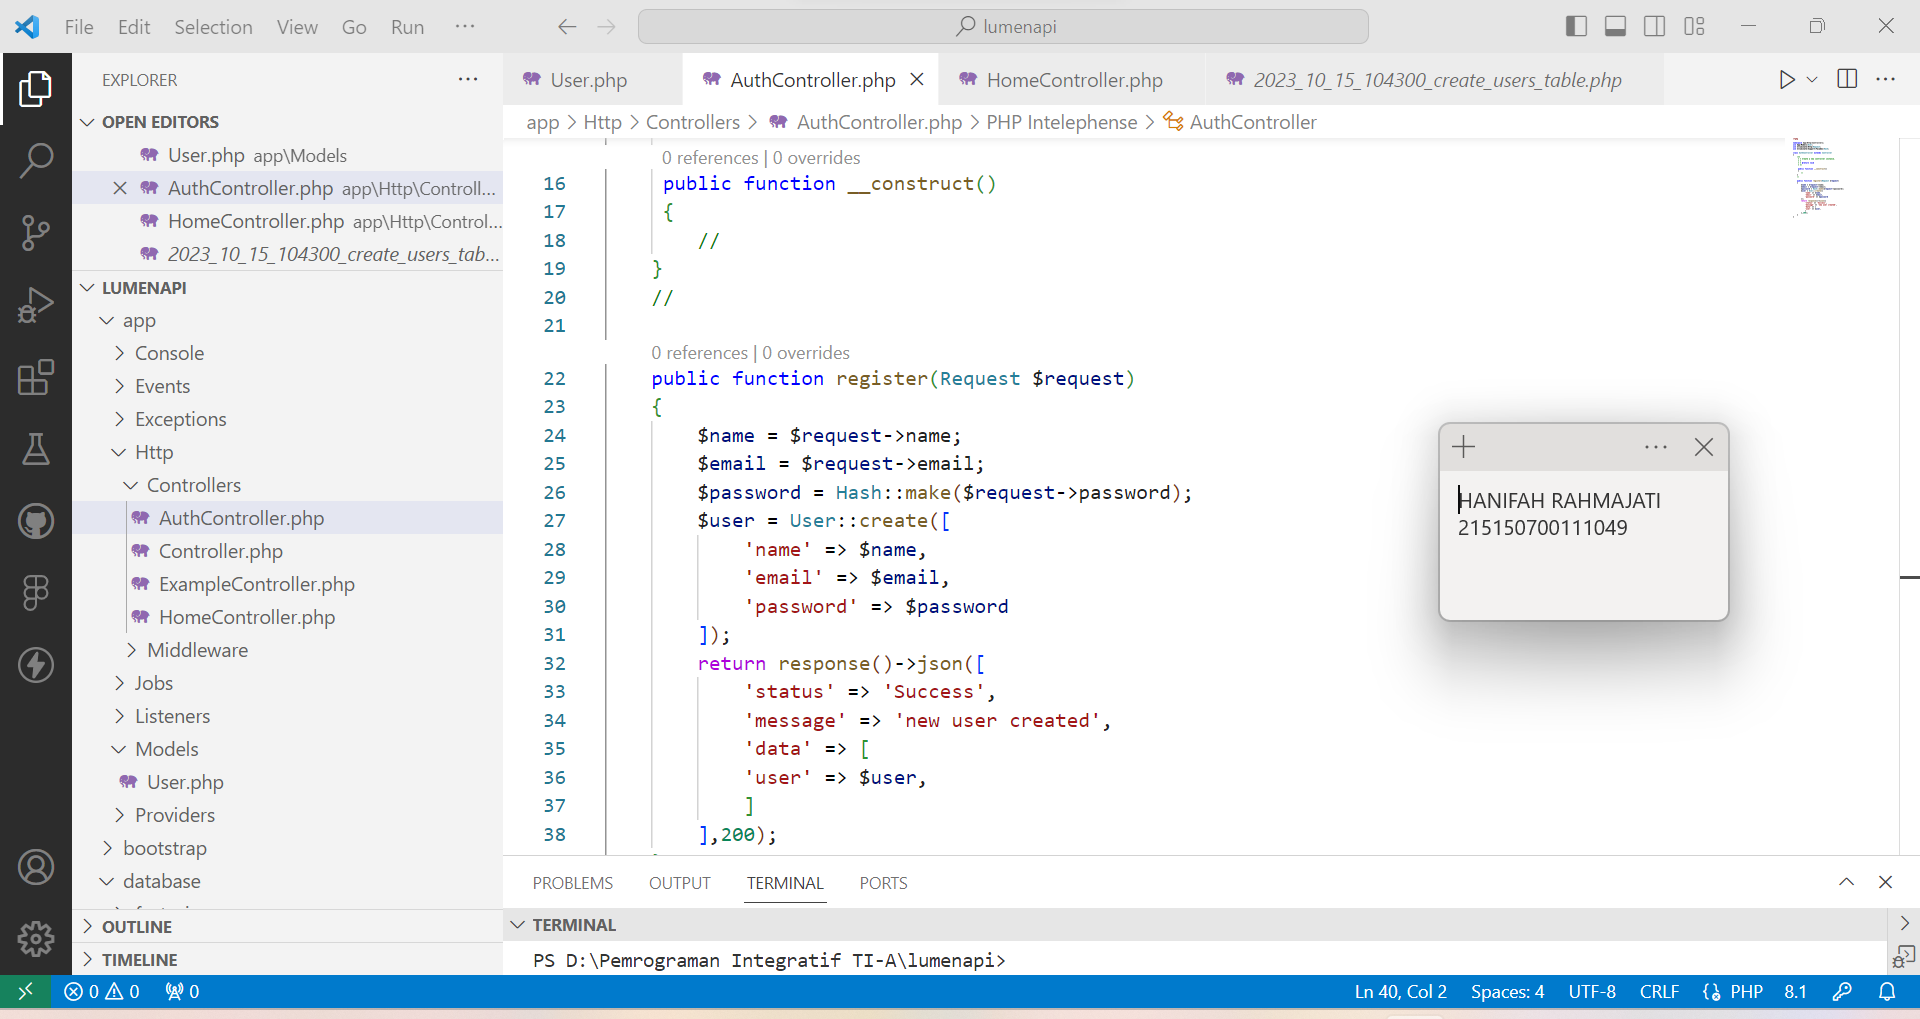 File Edit Selection View Go Run ···
lumenapi
EXPLORER
OPEN EDITORS
User.php app\Models
AuthController.php app\Http\Controll...
HomeController.php app\Http\Control...
2023_10_15_104300_create_users_tab...
LUMENAPI
app
Console
Events
Exceptions
Http
Controllers
AuthController.php
Controller.php
ExampleController.php
HomeController.php
Middleware
Jobs
Listeners
Models
User.php
Providers
bootstrap
database
OUTLINE
TIMELINE
User.php AuthController.php HomeController.php 2023_10_15_104300_create_users_table.php
app > Http > Controllers > AuthController.php > PHP Intelephense > AuthController
0 references | 0 overrides
16 public function __construct()
17 {
18 //
19 }
20 //
21
0 references | 0 overrides
22 public function register(Request $request)
23 {
24 $name = $request->name;
25 $email = $request->email;
26 $password = Hash::make($request->password);
27 $user = User::create([
28 'name' => $name,
29 'email' => $email,
30 'password' => $password
31 ]);
32 return response()->json([
33 'status' => 'Success',
34 'message' => 'new user created',
35 'data' => [
36 'user' => $user,
37 ]
38 ],200);
HANIFAH RAHMAJATI
215150700111049
PROBLEMS OUTPUT TERMINAL PORTS
TERMINAL
PS D:\Pemrograman Integratif TI-A\lumenapi>
0 0 0 Ln 40, Col 2 Spaces: 4 UTF-8 CRLF PHP 8.1